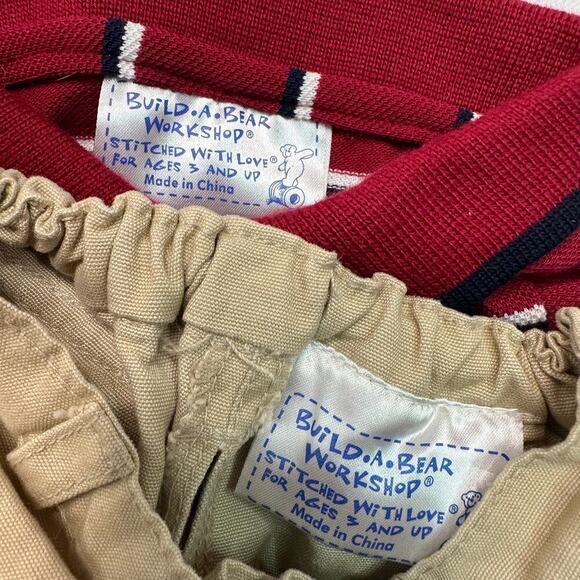 BUILD.A.BEAR
WORKSHOP®
STITCHED WITH LOVE®
FOR AGES 3 AND UP
Made in China
BUILD.A.BEAR
WORKSHOP®
STITCHED WITH LOVE®
FOR AGES 3 AND UP
Made in China